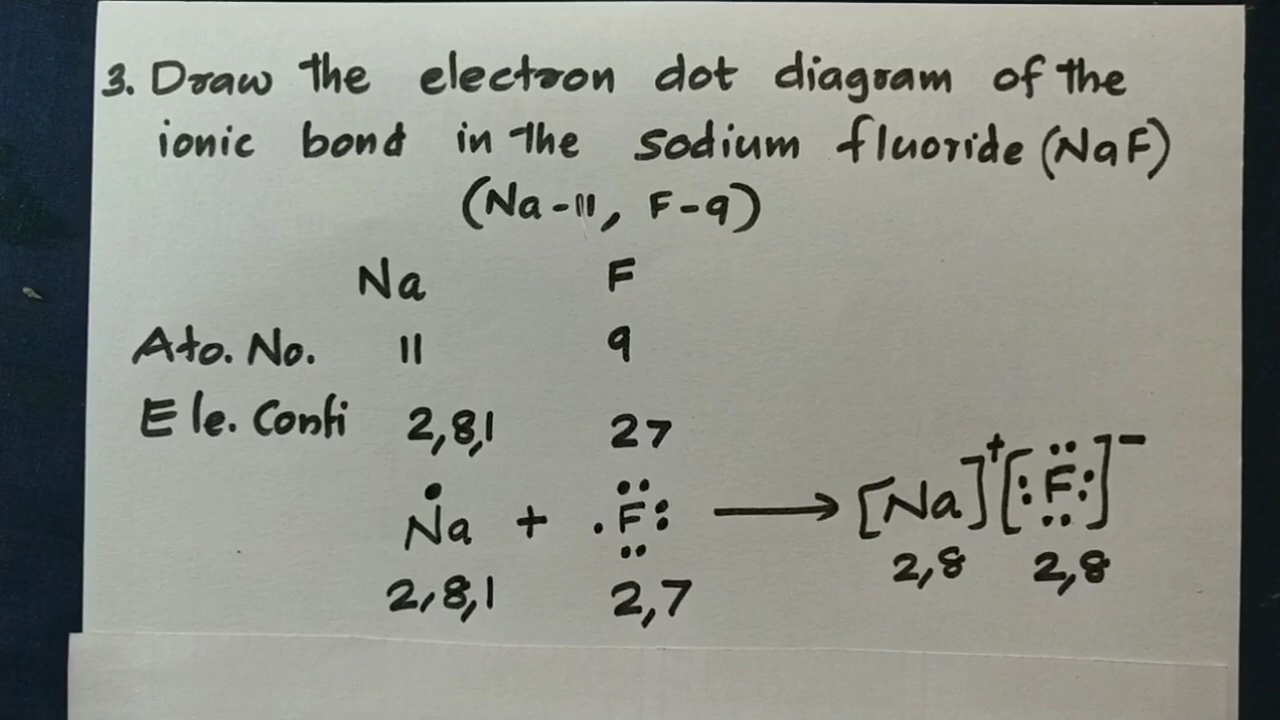 3. Draw the electron dot diagram of the
ionic bond in the sodium fluoride (NaF)
(Na-11, F-9)
Na F
Ato. No. 11 9
Ele. Confi 2,8,1 27
Na + F → [Na]⁺ [:F:]⁻
2,8,1 2,7 2,8 2,8